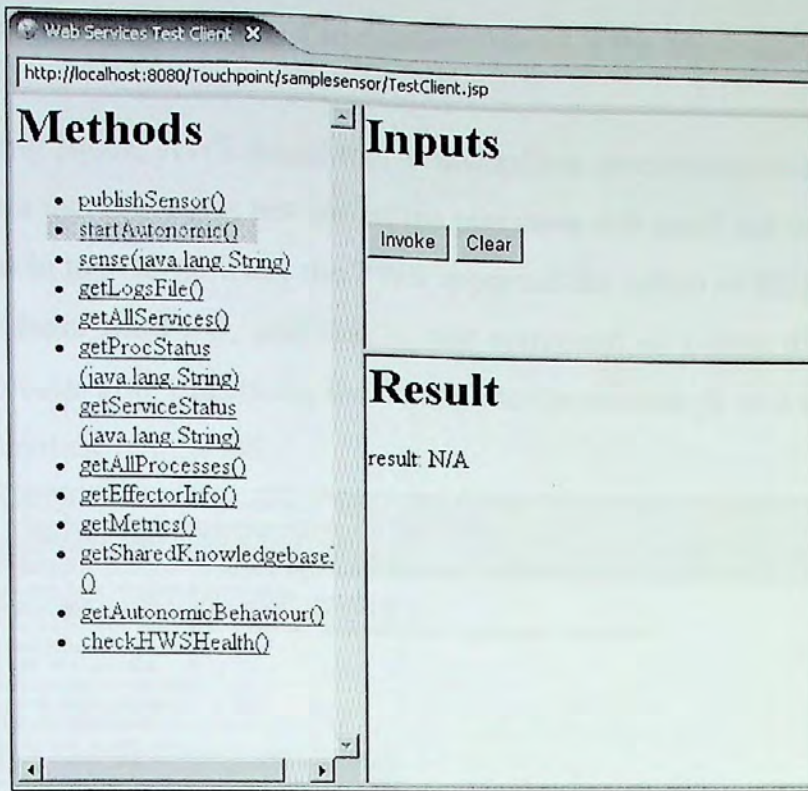 Web Services Test Client X
http://localhost:8080/Touchpoint/samplesensor/TestClient.jsp
Methods
• publishSensor()
• startAutonomic()
• sense(java.lang.String)
• getLogsFile()
• getAllServices()
• getProcStatus
(java.lang.String)
• getServiceStatus
(java.lang.String)
• getAllProcesses()
• getEffectorInfo()
• getMetrics()
• getSharedKnowledgebase
()
• getAutonomicBehaviour()
• checkHWSHealth()
Inputs
Invoke Clear
Result
result: N/A